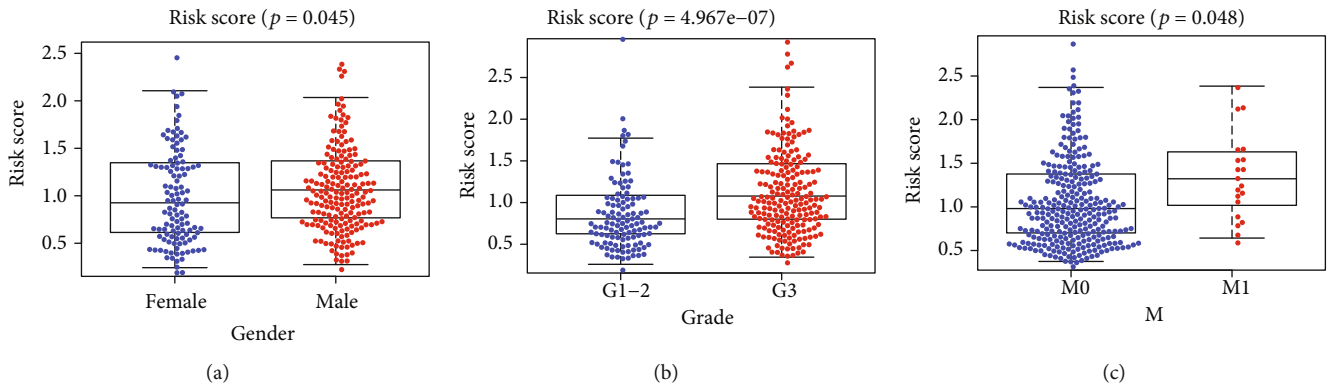 Risk score (p = 0.045)
2.5
2.0
1.5
1.0
0.5
Risk score
Female
Male
Gender
(a)
Risk score (p = 4.967e−07)
2.5
2.0
1.5
1.0
0.5
Risk score
G1−2
G3
Grade
(b)
Risk score (p = 0.048)
2.5
2.0
1.5
1.0
0.5
Risk score
M0
M1
M
(c)